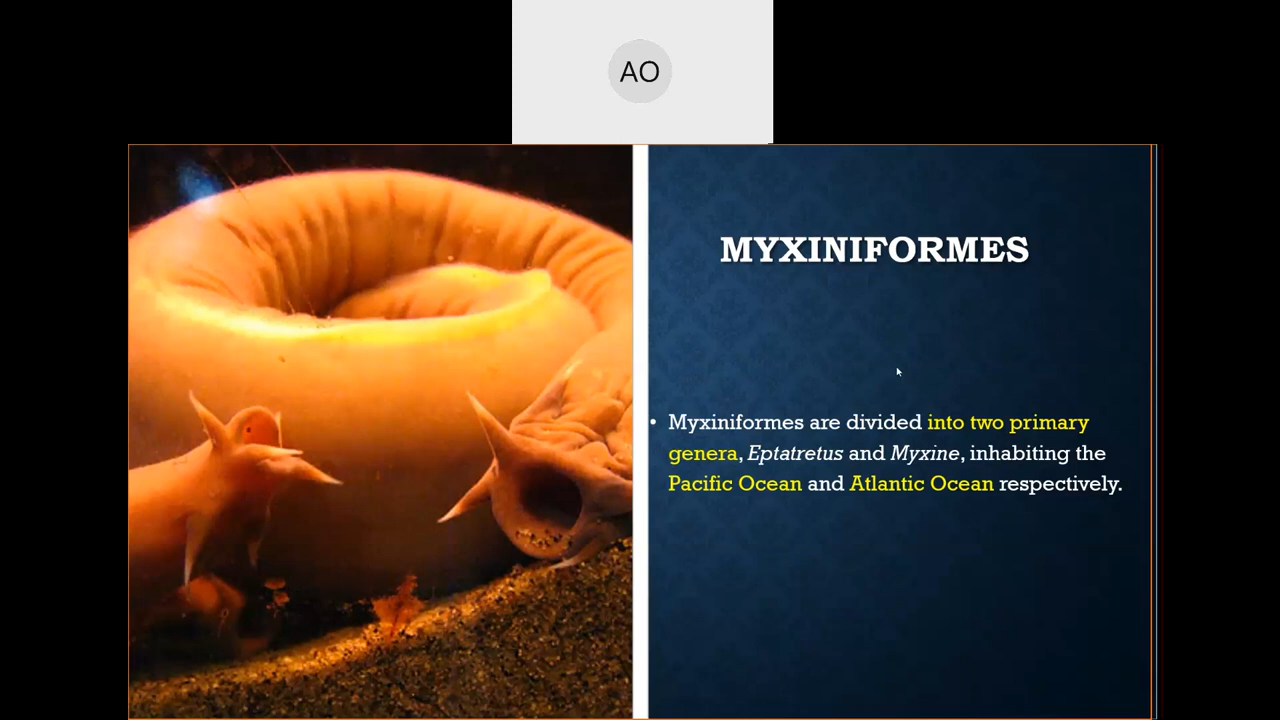 AO
MYXINIFORMES
• Myxiniformes are divided into two primary
genera, Eptatretus and Myxine, inhabiting the
Pacific Ocean and Atlantic Ocean respectively.